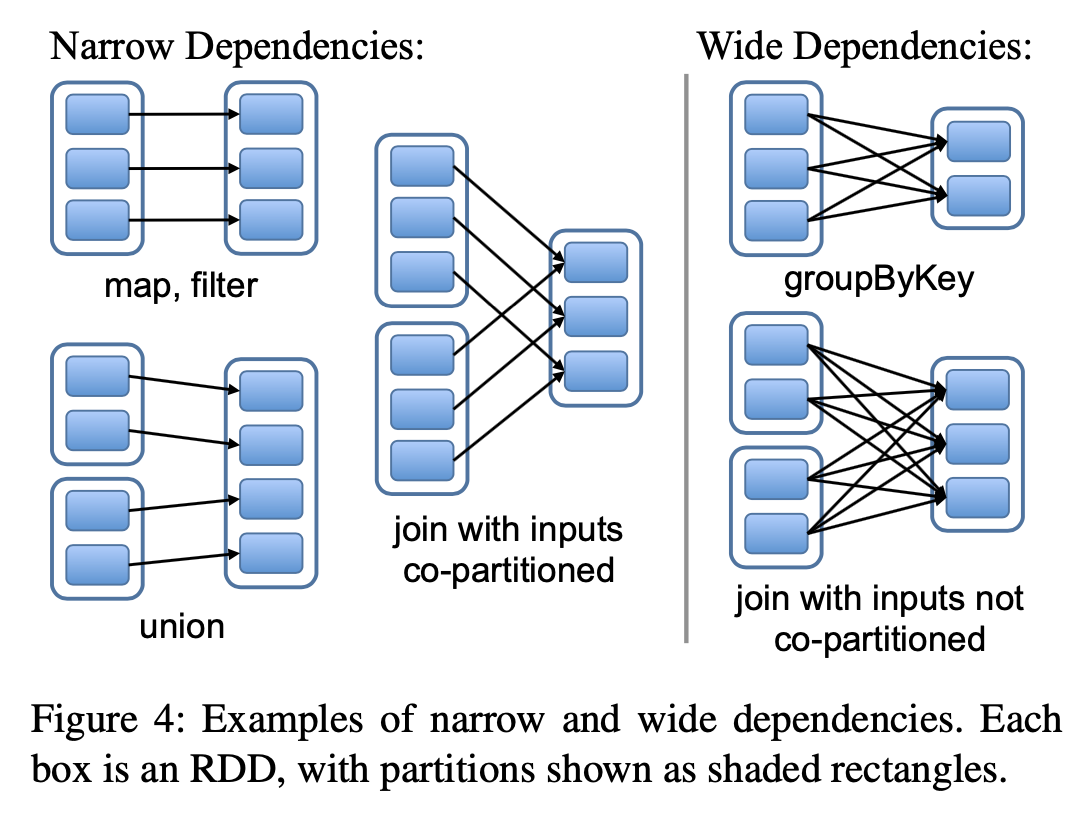 Narrow Dependencies:
map, filter
union
join with inputs
co-partitioned
Wide Dependencies:
groupByKey
join with inputs not
co-partitioned
Figure 4: Examples of narrow and wide dependencies. Each
box is an RDD, with partitions shown as shaded rectangles.